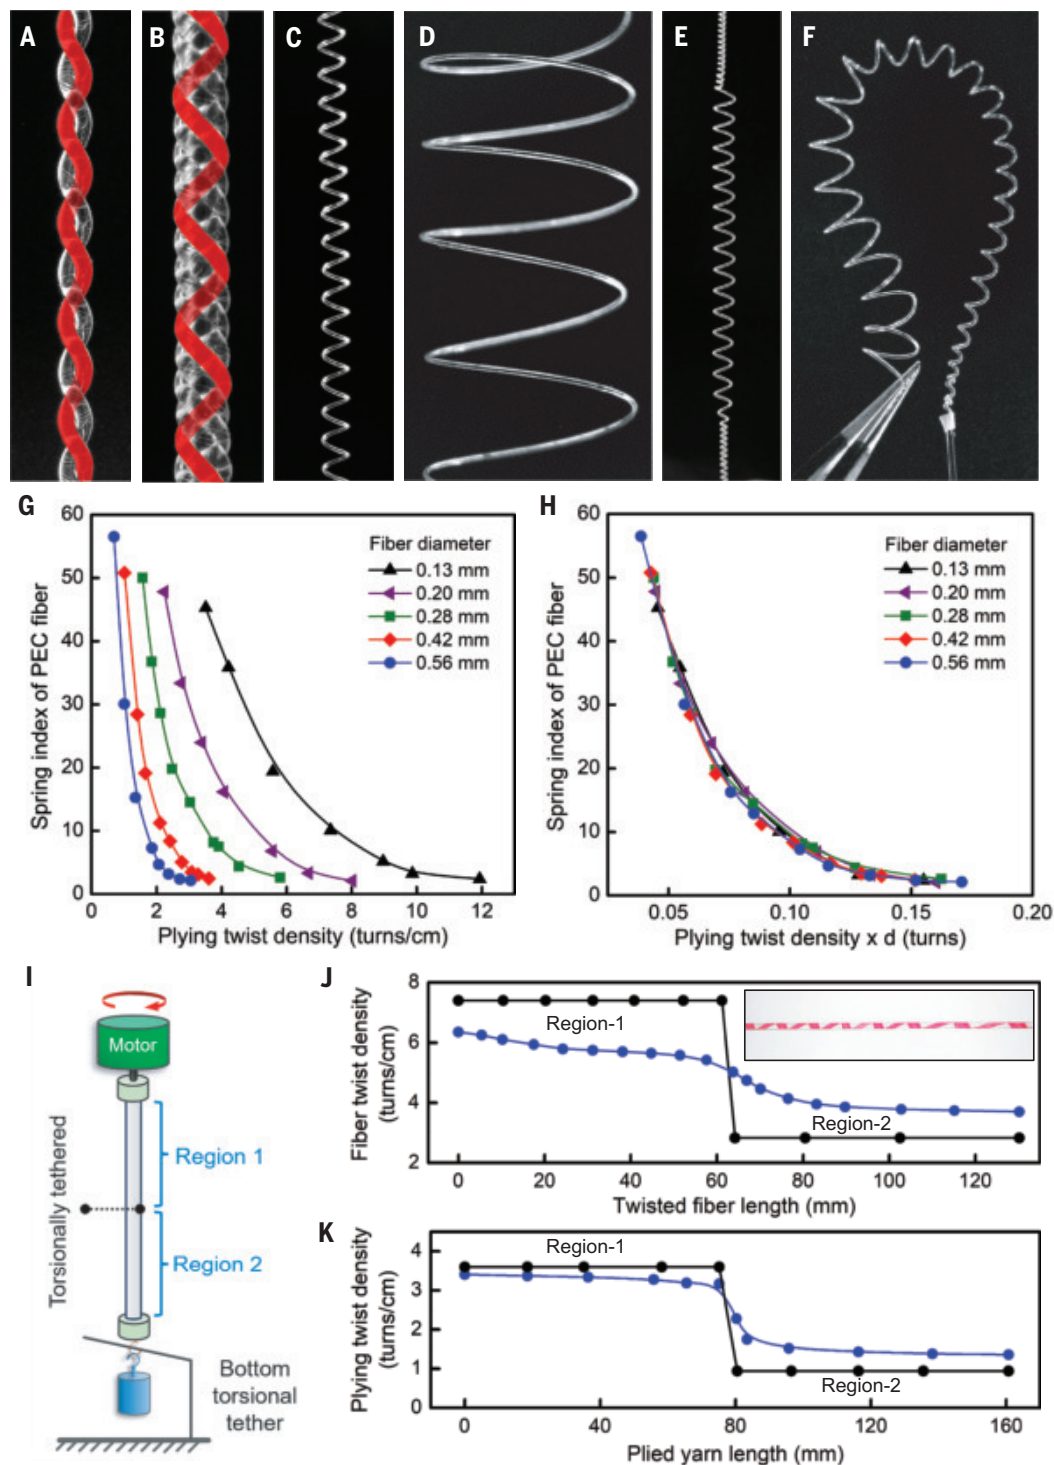 A
B
C
D
E
F
G
60
50
40
30
20
10
0
Spring index of PEC fiber
Fiber diameter
0.13 mm
0.20 mm
0.28 mm
0.42 mm
0.56 mm
0 2 4 6 8 10 12
Plying twist density (turns/cm)
H
60
50
40
30
20
10
0
Spring index of PEC fiber
Fiber diameter
0.13 mm
0.20 mm
0.28 mm
0.42 mm
0.56 mm
0.05 0.10 0.15 0.20
Plying twist density x d (turns)
I
Motor
Torsionally tethered
Region 1
Region 2
Bottom
torsional
tether
J
8
6
4
2
Fiber twist density
(turns/cm)
Region-1
Region-2
0 20 40 60 80 100 120
Twisted fiber length (mm)
K
4
3
2
1
0
Plying twist density
(turns/cm)
Region-1
Region-2
0 40 80 120 160
Plied yarn length (mm)